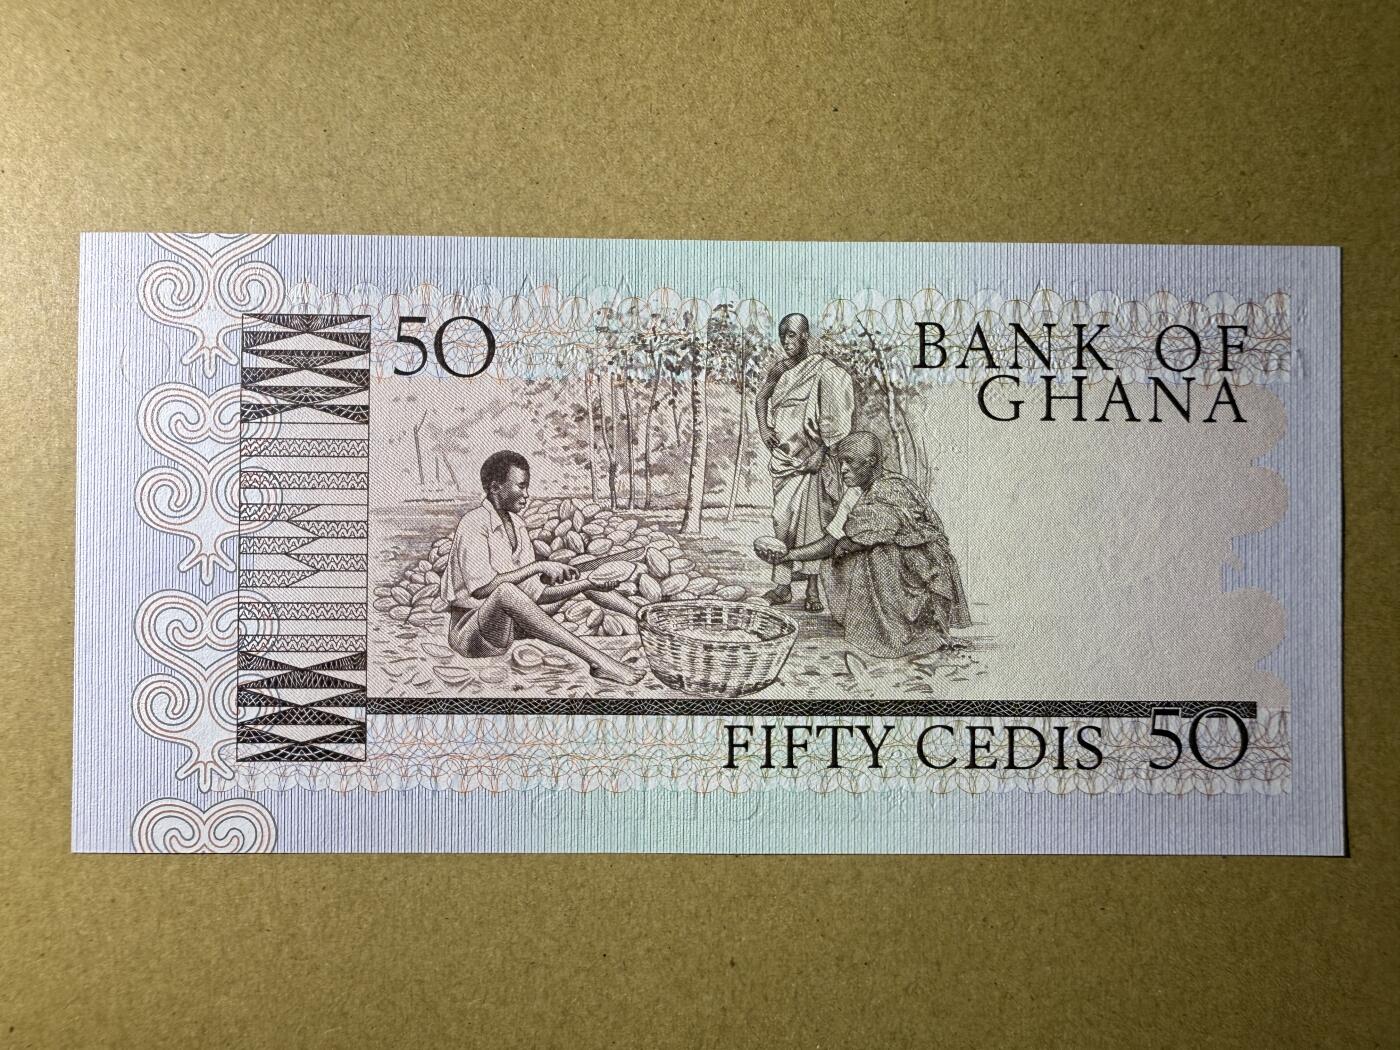 50
BANK OF
GHANA
FIFTY CEDIS 50